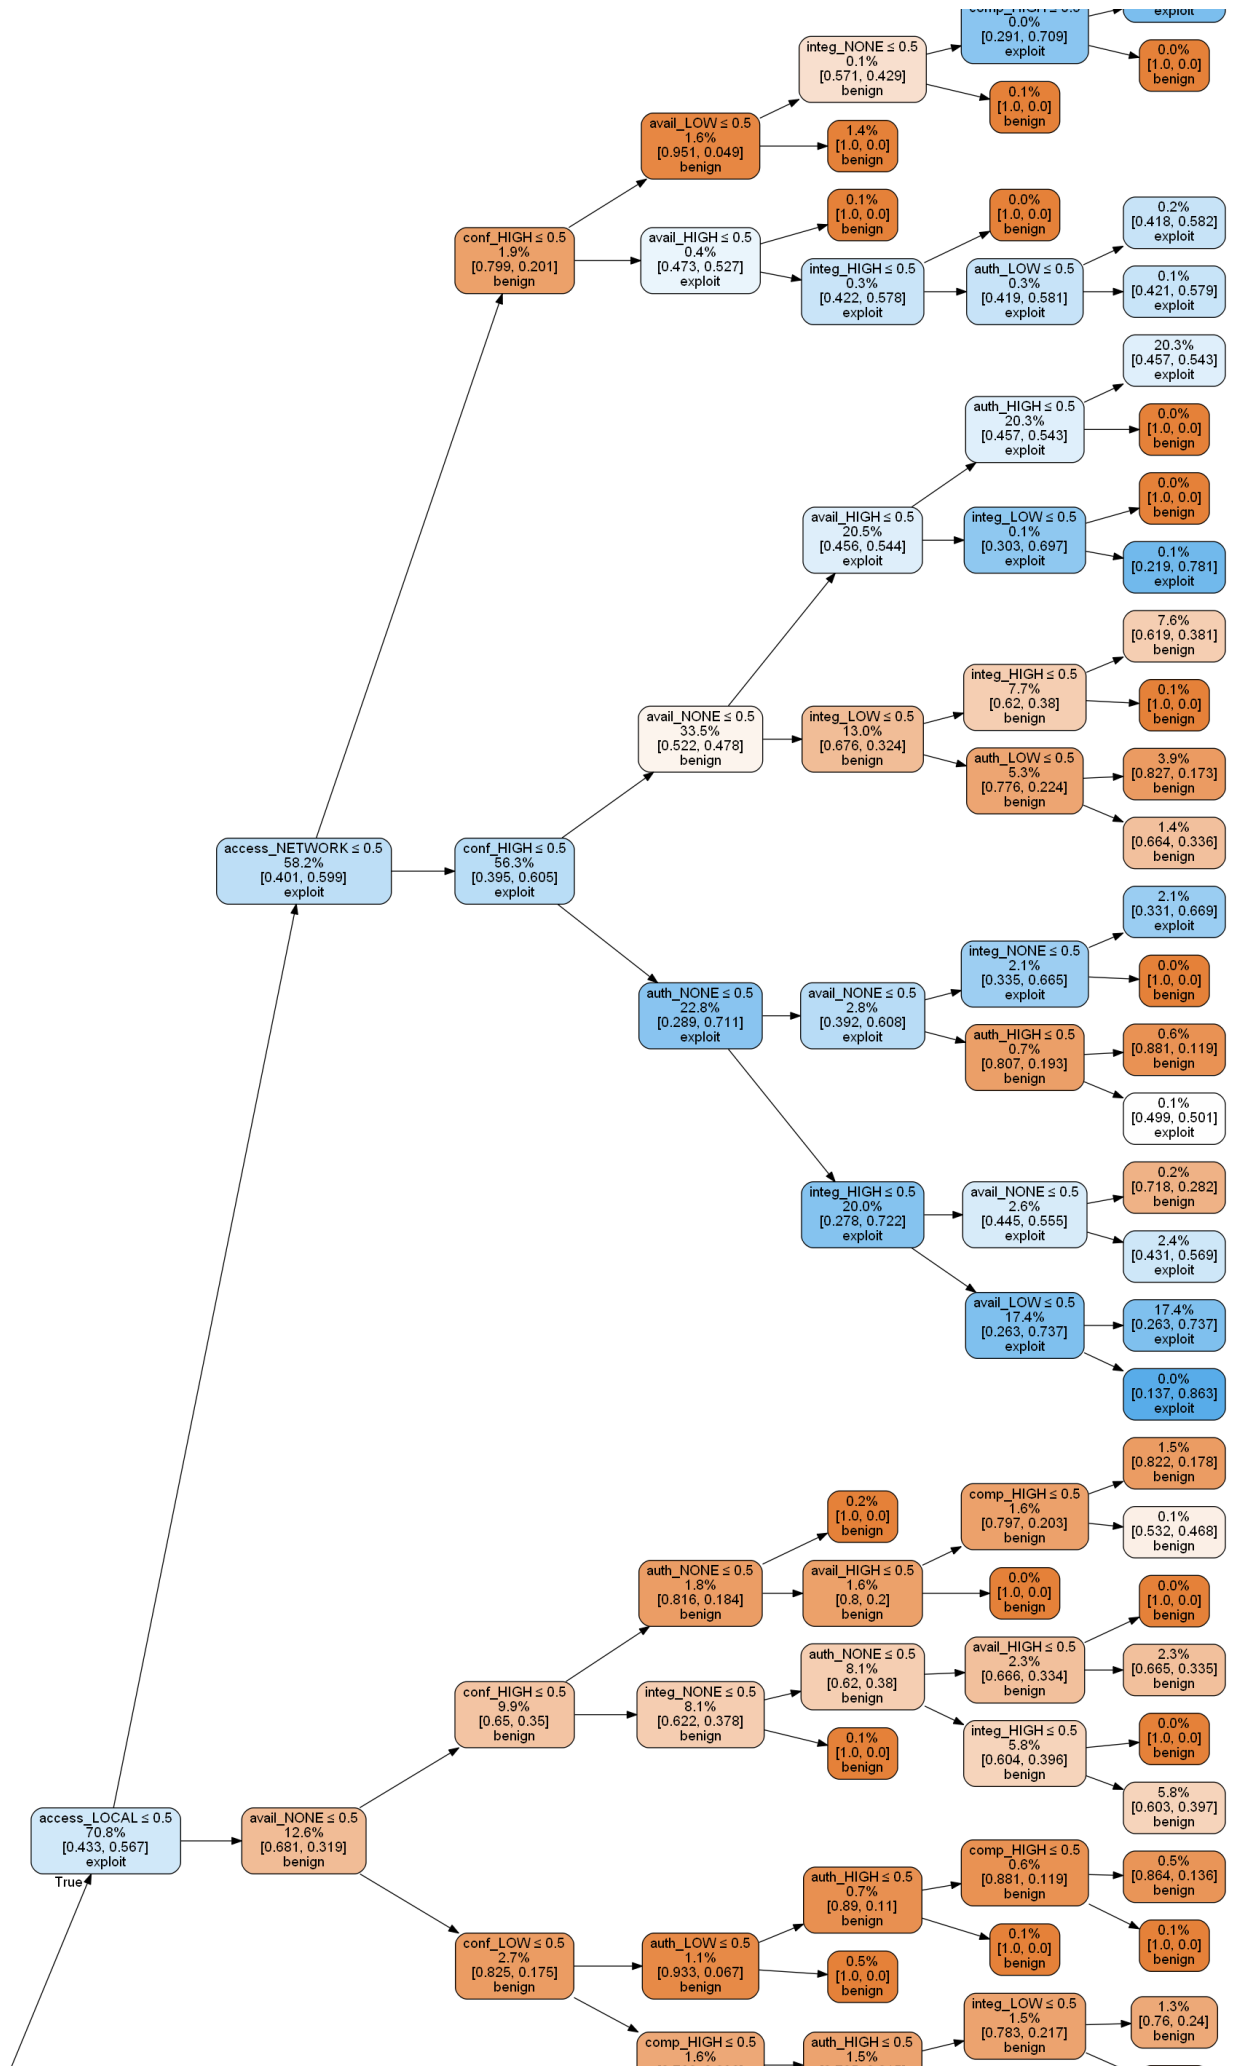 comp_HIGH ≤ 0.5
0.0%
[0.291, 0.709]
exploit
exploit
0.0%
[1.0, 0.0]
benign
integ_NONE ≤ 0.5
0.1%
[0.571, 0.429]
benign
0.1%
[1.0, 0.0]
benign
avail_LOW ≤ 0.5
1.6%
[0.951, 0.049]
benign
1.4%
[1.0, 0.0]
benign
conf_HIGH ≤ 0.5
1.9%
[0.799, 0.201]
benign
avail_HIGH ≤ 0.5
0.4%
[0.473, 0.527]
exploit
0.1%
[1.0, 0.0]
benign
integ_HIGH ≤ 0.5
0.3%
[0.422, 0.578]
exploit
0.0%
[1.0, 0.0]
benign
auth_LOW ≤ 0.5
0.3%
[0.419, 0.581]
exploit
0.2%
[0.418, 0.582]
exploit
0.1%
[0.421, 0.579]
exploit
20.3%
[0.457, 0.543]
exploit
auth_HIGH ≤ 0.5
20.3%
[0.457, 0.543]
exploit
0.0%
[1.0, 0.0]
benign
avail_HIGH ≤ 0.5
20.5%
[0.456, 0.544]
exploit
integ_LOW ≤ 0.5
0.1%
[0.303, 0.697]
exploit
0.0%
[1.0, 0.0]
benign
0.1%
[0.219, 0.781]
exploit
avail_NONE ≤ 0.5
33.5%
[0.522, 0.478]
benign
integ_LOW ≤ 0.5
13.0%
[0.676, 0.324]
benign
integ_HIGH ≤ 0.5
7.7%
[0.62, 0.38]
benign
7.6%
[0.619, 0.381]
benign
0.1%
[1.0, 0.0]
benign
auth_LOW ≤ 0.5
5.3%
[0.776, 0.224]
benign
3.9%
[0.827, 0.173]
benign
1.4%
[0.664, 0.336]
benign
access_NETWORK ≤ 0.5
58.2%
[0.401, 0.599]
exploit
conf_HIGH ≤ 0.5
56.3%
[0.395, 0.605]
exploit
auth_NONE ≤ 0.5
22.8%
[0.289, 0.711]
exploit
avail_NONE ≤ 0.5
2.8%
[0.392, 0.608]
exploit
integ_NONE ≤ 0.5
2.1%
[0.335, 0.665]
exploit
2.1%
[0.331, 0.669]
exploit
0.0%
[1.0, 0.0]
benign
auth_HIGH ≤ 0.5
0.7%
[0.807, 0.193]
benign
0.6%
[0.881, 0.119]
benign
0.1%
[0.499, 0.501]
exploit
integ_HIGH ≤ 0.5
20.0%
[0.278, 0.722]
exploit
avail_NONE ≤ 0.5
2.6%
[0.445, 0.555]
exploit
0.2%
[0.718, 0.282]
benign
2.4%
[0.431, 0.569]
exploit
avail_LOW ≤ 0.5
17.4%
[0.263, 0.737]
exploit
17.4%
[0.263, 0.737]
exploit
0.0%
[0.137, 0.863]
exploit
0.2%
[1.0, 0.0]
benign
comp_HIGH ≤ 0.5
1.6%
[0.797, 0.203]
benign
1.5%
[0.822, 0.178]
benign
0.1%
[0.532, 0.468]
benign
auth_NONE ≤ 0.5
1.8%
[0.816, 0.184]
benign
avail_HIGH ≤ 0.5
1.6%
[0.8, 0.2]
benign
0.0%
[1.0, 0.0]
benign
conf_HIGH ≤ 0.5
9.9%
[0.65, 0.35]
benign
integ_NONE ≤ 0.5
8.1%
[0.622, 0.378]
benign
auth_NONE ≤ 0.5
8.1%
[0.62, 0.38]
benign
avail_HIGH ≤ 0.5
2.3%
[0.666, 0.334]
benign
0.0%
[1.0, 0.0]
benign
2.3%
[0.665, 0.335]
benign
0.1%
[1.0, 0.0]
benign
integ_HIGH ≤ 0.5
5.8%
[0.604, 0.396]
benign
0.0%
[1.0, 0.0]
benign
5.8%
[0.603, 0.397]
benign
access_LOCAL ≤ 0.5
70.8%
[0.433, 0.567]
exploit
True
avail_NONE ≤ 0.5
12.6%
[0.681, 0.319]
benign
conf_LOW ≤ 0.5
2.7%
[0.825, 0.175]
benign
auth_LOW ≤ 0.5
1.1%
[0.933, 0.067]
benign
auth_HIGH ≤ 0.5
0.7%
[0.89, 0.11]
benign
comp_HIGH ≤ 0.5
0.6%
[0.881, 0.119]
benign
0.5%
[0.864, 0.136]
benign
0.1%
[1.0, 0.0]
benign
0.1%
[1.0, 0.0]
benign
0.5%
[1.0, 0.0]
benign
comp_HIGH ≤ 0.5
1.6%
auth_HIGH ≤ 0.5
1.5%
integ_LOW ≤ 0.5
1.5%
[0.783, 0.217]
benign
1.3%
[0.76, 0.24]
benign